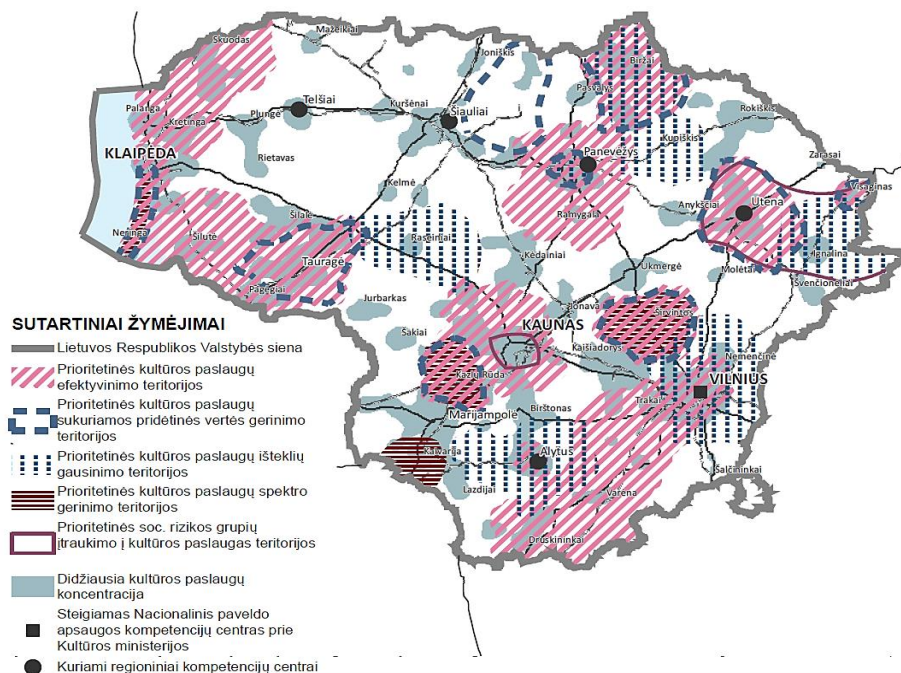 Skuodas
Mažeikiai
Joniškis
Biržai
Pasvalys
Palanga
Kretinga
Plungė
Telšiai
Kuršėnai
Šiauliai
Rokiškis
Kupiškis
KLAIPĖDA
Rietavas
Panevėžys
Zarasai
Kelmė
Visaginas
Neringa
Šilutė
Šilalė
Raseiniai
Ramygala
Anykščiai
Utena
Ignalina
Tauragė
Kėdainiai
Ukmergė
Molėtai
Švenčionėliai
Pagėgiai
Jurbarkas
Jonava
Širvintos
SUTARTINIAI ŽYMĖJIMAI
Šakiai
KAUNAS
Kaišiadorys
Nemenčinė
Lietuvos Respublikos Valstybės siena
Prioritetinės kultūros paslaugų
efektyvinimo teritorijos
Kazlų Rūda
VILNIUS
Prioritetinės kultūros paslaugų
sukuriamos pridėtinės vertės gerinimo
teritorijos
Marijampolė
Birštonas
Trakai
Prioritetinės kultūros paslaugų išteklių
gausinimo teritorijos
Kalvarija
Alytus
Šalčininkai
Prioritetinės kultūros paslaugų spektro
gerinimo teritorijos
Lazdijai
Varėna
Prioritetinės soc. rizikos grupių
įtraukimo į kultūros paslaugas teritorijos
Druskininkai
Didžiausia kultūros paslaugų
koncentracija
Steigiamas Nacionalinis paveldo
apsaugos kompetencijų centras prie
Kultūros ministerijos
Kuriami regioniniai kompetencijų centrai